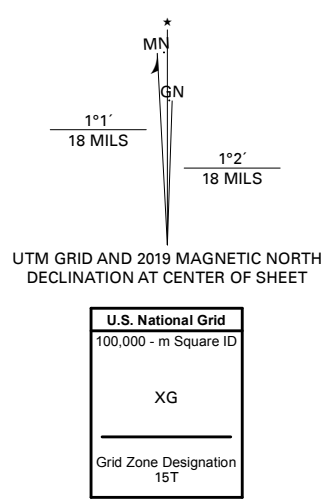 MN
GN
1°1´
18 MILS
1°2´
18 MILS
UTM GRID AND 2019 MAGNETIC NORTH
DECLINATION AT CENTER OF SHEET
U.S. National Grid
100,000 - m Square ID
XG
Grid Zone Designation
15T